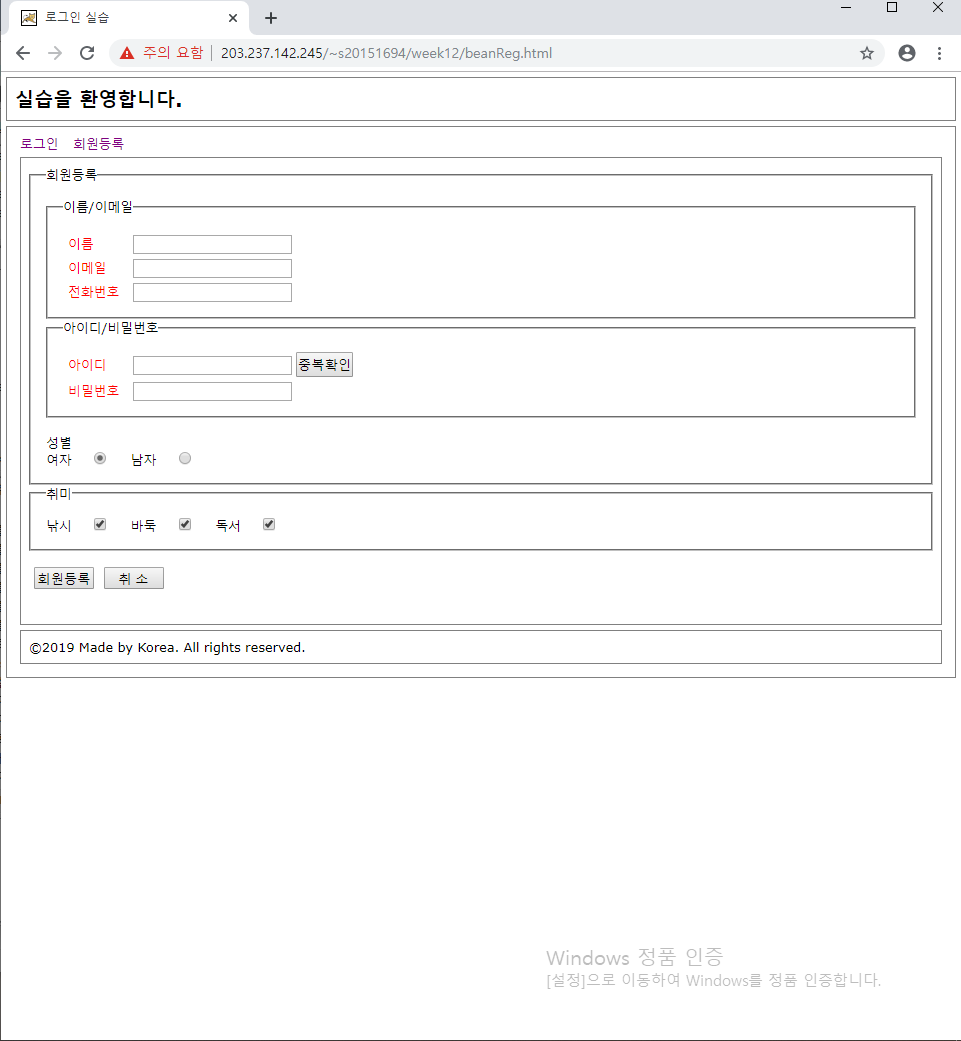 로그인 실습
주의 요함 203.237.142.245/~s20151694/week12/beanReg.html
실습을 환영합니다.
로그인 회원등록
회원등록
이름/이메일
이름
이메일
전화번호
아이디/비밀번호
아이디 중복확인
비밀번호
성별
여자 남자
취미
낚시 바둑 독서
회원등록 취 소
©2019 Made by Korea. All rights reserved.
Windows 정품 인증
[설정]으로 이동하여 Windows를 정품 인증합니다.